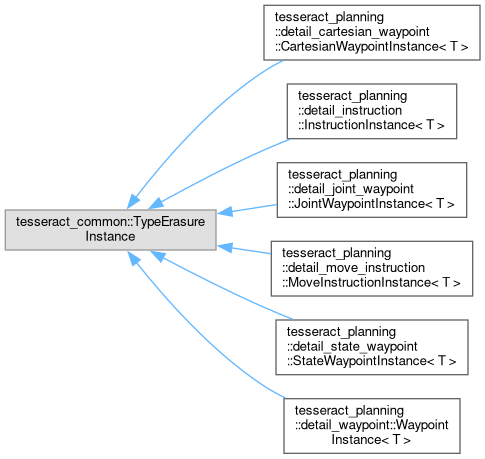 tesseract_planning
::detail_cartesian_waypoint
::CartesianWaypointInstance< T >
tesseract_planning
::detail_instruction
::InstructionInstance< T >
tesseract_planning
::detail_joint_waypoint
::JointWaypointInstance< T >
tesseract_common::TypeErasure
Instance
tesseract_planning
::detail_move_instruction
::MoveInstructionInstance< T >
tesseract_planning
::detail_state_waypoint
::StateWaypointInstance< T >
tesseract_planning
::detail_waypoint::Waypoint
Instance< T >